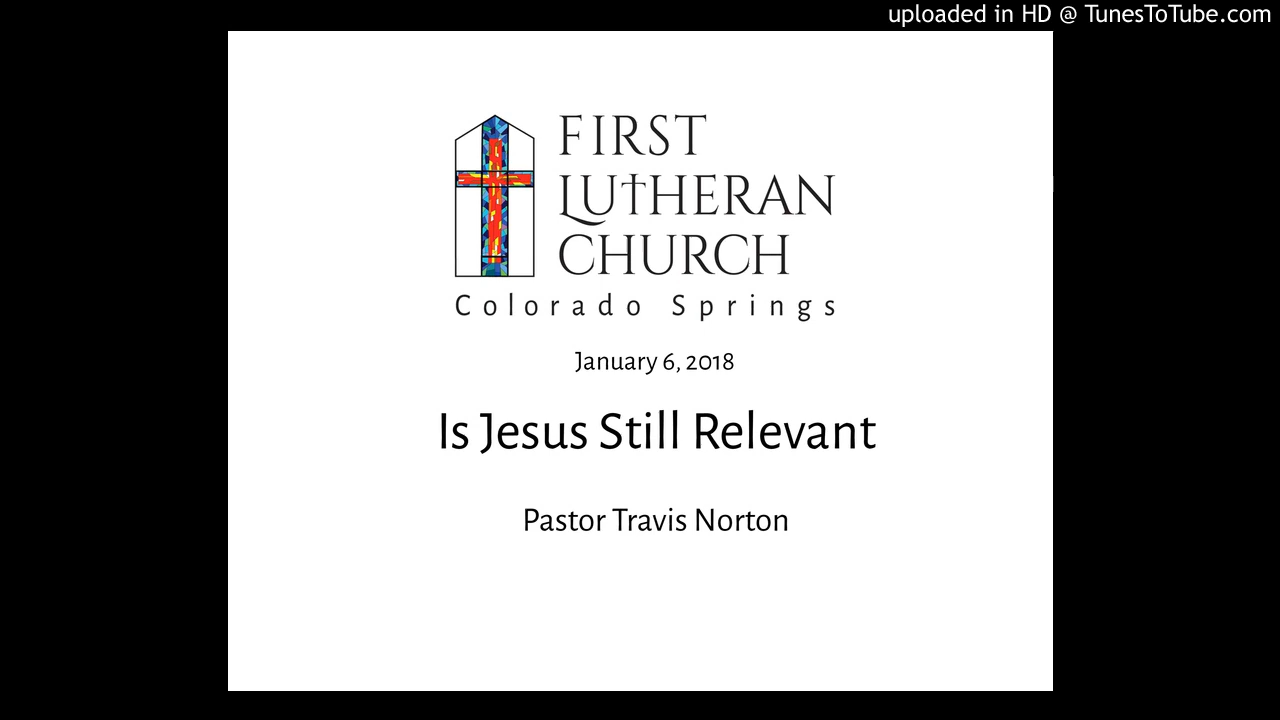 uploaded in HD @ TunesToTube.com
FIRST
LUTHERAN
CHURCH
Colorado Springs
January 6, 2018
Is Jesus Still Relevant
Pastor Travis Norton